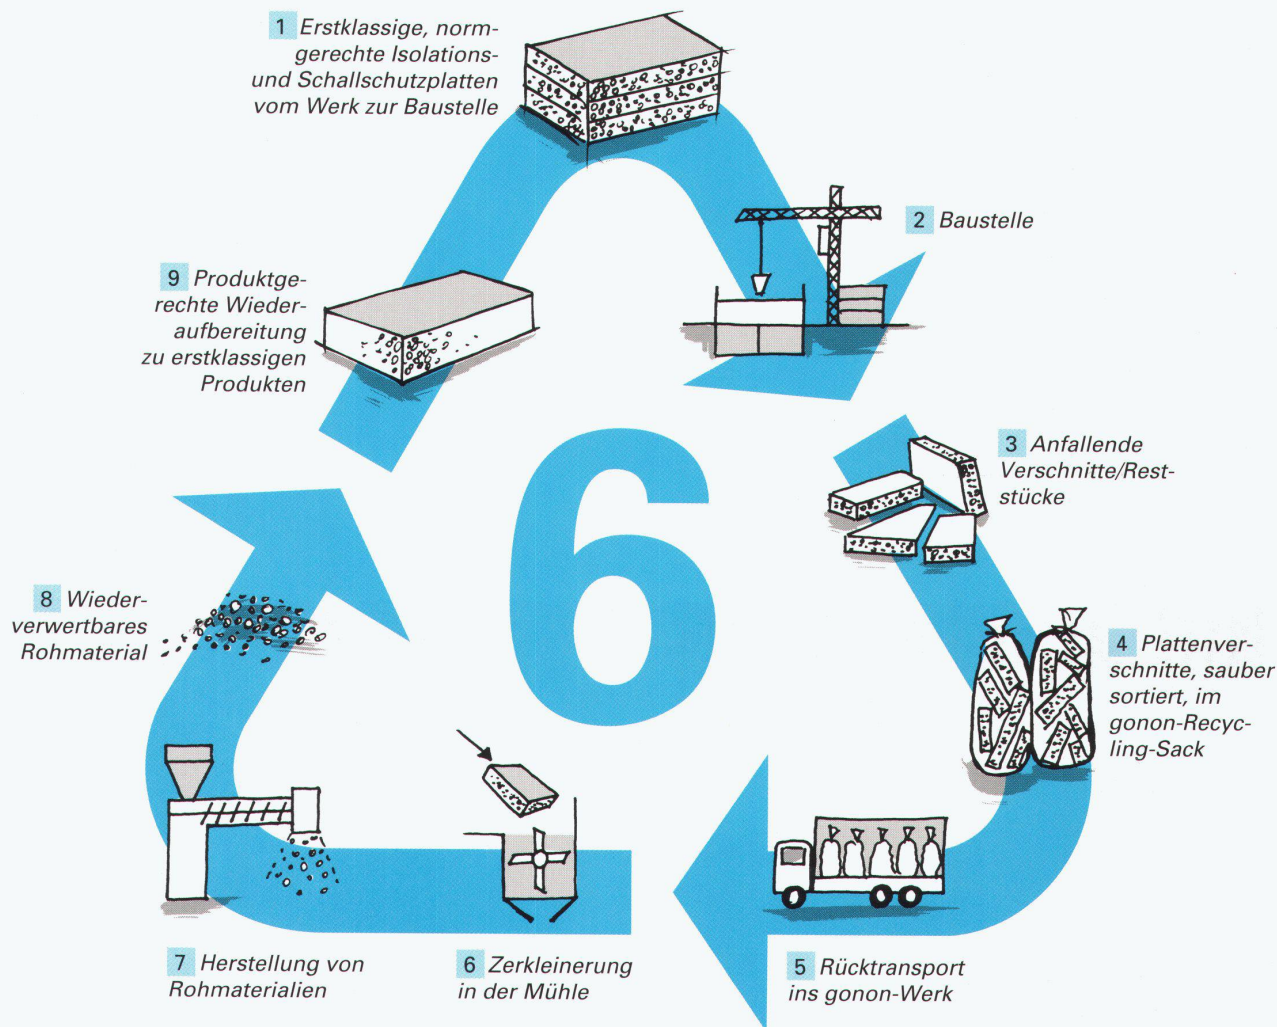 1 Erstklassige, norm-
gerechte Isolations-
und Schallschutzplatten
vom Werk zur Baustelle
2 Baustelle
3 Anfallende
Verschnitte/Rest-
stücke
4 Plattenver-
schnitte, sauber
sortiert, im
gonon-Recyc-
ling-Sack
5 Rücktransport
ins gonon-Werk
6 Zerkleinerung
in der Mühle
7 Herstellung von
Rohmaterialien
8 Wieder-
verwertbares
Rohmaterial
9 Produktge-
rechte Wieder-
aufbereitung
zu erstklassigen
Produkten
6